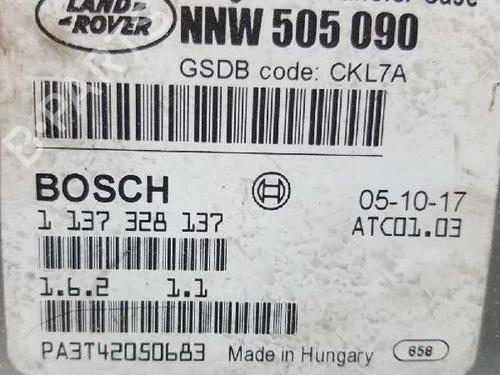 LAND-
ROVER
Case
NNW 505 090
GSDB code: CKL7A
BOSCH
05-10-17
1 137 328 137
ATC01.03
1.6.2 1.1
PA3T42050683 Made in Hungary 658